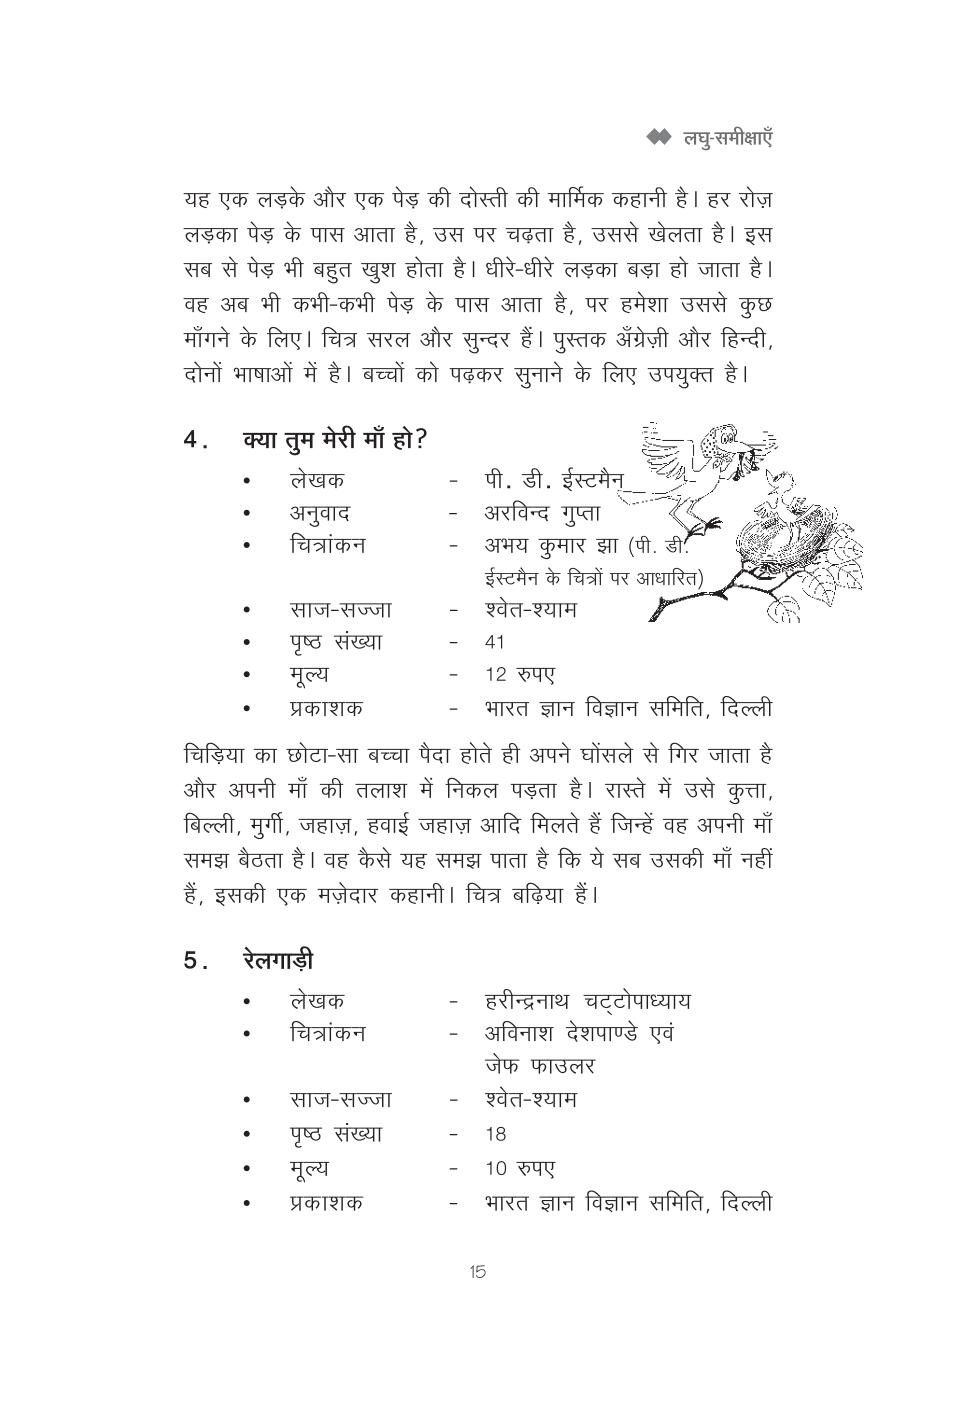 लघु-समीक्षाएँ
यह एक लड़के और एक पेड़ की दोस्ती की मार्मिक कहानी है। हर रोज़
लड़का पेड़ के पास आता है, उस पर चढ़ता है, उससे खेलता है। इस
सब से पेड़ भी बहुत खुश होता है। धीरे-धीरे लड़का बड़ा हो जाता है।
वह अब भी कभी-कभी पेड़ के पास आता है, पर हमेशा उससे कुछ
माँगने के लिए। चित्र सरल और सुन्दर हैं। पुस्तक अँग्रेज़ी और हिन्दी,
दोनों भाषाओं में है। बच्चों को पढ़कर सुनाने के लिए उपयुक्त है।
4. क्या तुम मेरी माँ हो?
• लेखक - पी. डी. ईस्टमैन
• अनुवाद - अरविन्द गुप्ता
• चित्रांकन - अभय कुमार झा (पी. डी.
ईस्टमैन के चित्रों पर आधारित)
• साज-सज्जा - श्वेत-श्याम
• पृष्ठ संख्या - 41
• मूल्य - 12 रुपए
• प्रकाशक - भारत ज्ञान विज्ञान समिति, दिल्ली
चिड़िया का छोटा-सा बच्चा पैदा होते ही अपने घोंसले से गिर जाता है
और अपनी माँ की तलाश में निकल पड़ता है। रास्ते में उसे कुत्ता,
बिल्ली, मुर्गी, जहाज़, हवाई जहाज़ आदि मिलते हैं जिन्हें वह अपनी माँ
समझ बैठता है। वह कैसे यह समझ पाता है कि ये सब उसकी माँ नहीं
हैं, इसकी एक मज़ेदार कहानी। चित्र बढ़िया हैं।
5. रेलगाड़ी
• लेखक - हरीन्द्रनाथ चट्टोपाध्याय
• चित्रांकन - अविनाश देशपाण्डे एवं
जेफ फाउलर
• साज-सज्जा - श्वेत-श्याम
• पृष्ठ संख्या - 18
• मूल्य - 10 रुपए
• प्रकाशक - भारत ज्ञान विज्ञान समिति, दिल्ली
15